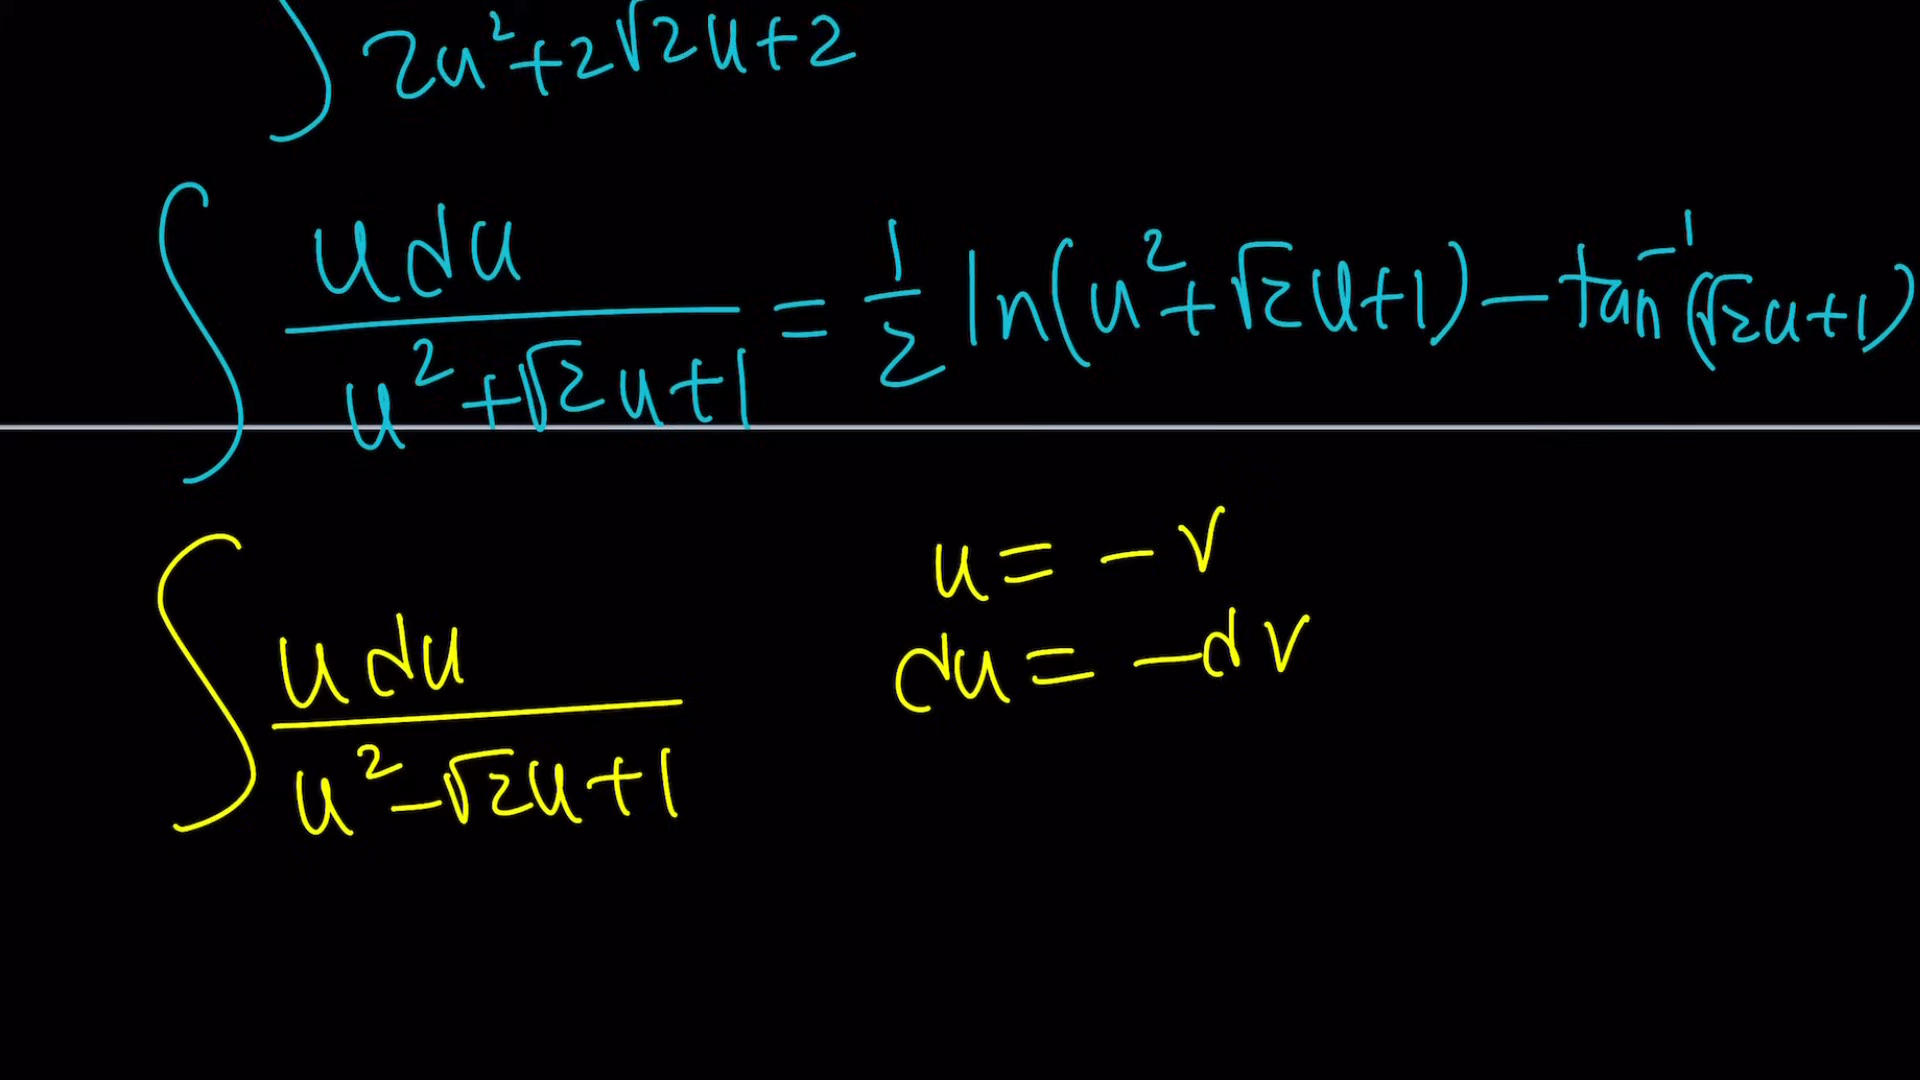 ∫ 2u²+2√2u+2
∫ u du / u²+√2u+1 = 1/2 ln(u²+√2u+1) − tan⁻¹(√2u+1)
u = −v
du = −dv
∫ u du / u²−√2u+1